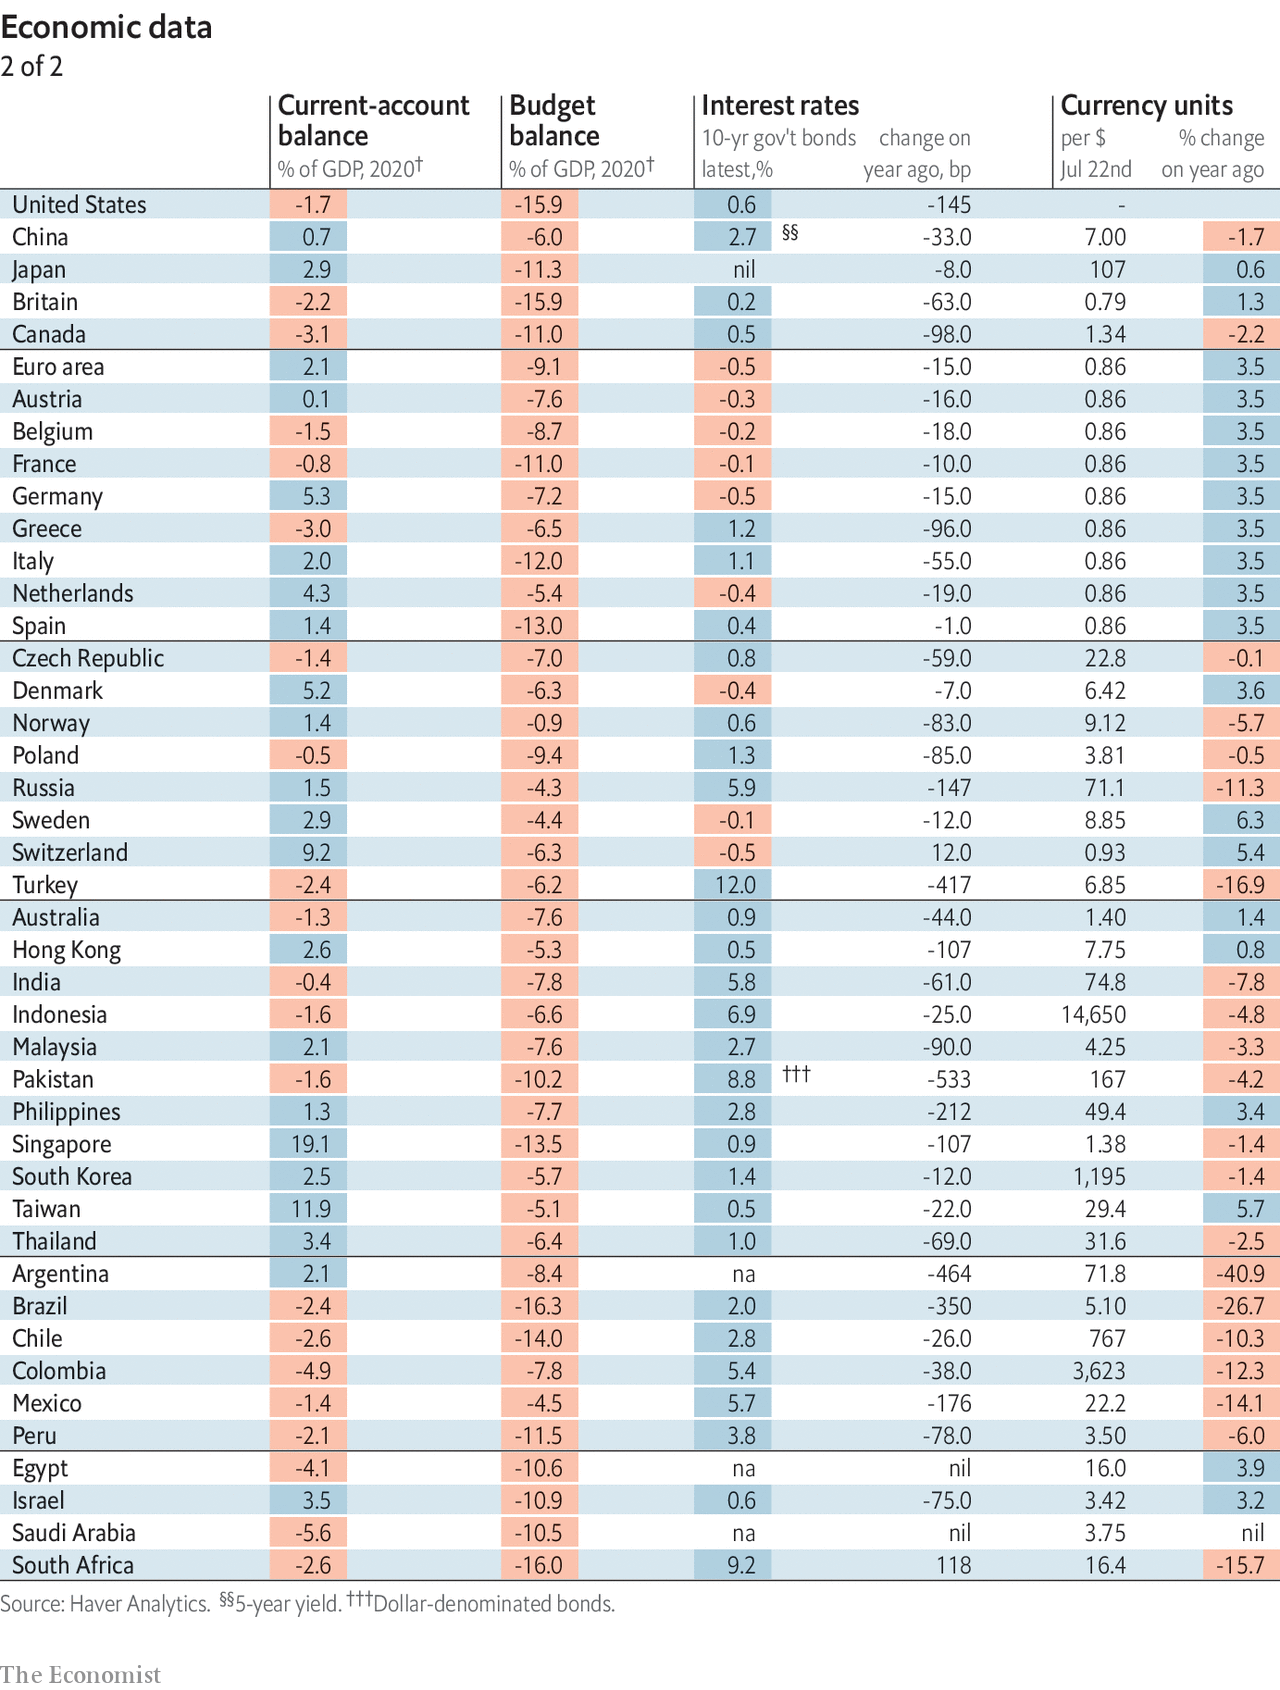 Economic data
2 of 2
Current-account balance % of GDP, 2020† Budget balance % of GDP, 2020† Interest rates 10-yr gov't bonds latest,% change on year ago, bp Currency units per $ Jul 22nd % change on year ago
United States -1.7 -15.9 0.6 -145 -
China 0.7 -6.0 2.7 §§ -33.0 7.00 -1.7
Japan 2.9 -11.3 nil -8.0 107 0.6
Britain -2.2 -15.9 0.2 -63.0 0.79 1.3
Canada -3.1 -11.0 0.5 -98.0 1.34 -2.2
Euro area 2.1 -9.1 -0.5 -15.0 0.86 3.5
Austria 0.1 -7.6 -0.3 -16.0 0.86 3.5
Belgium -1.5 -8.7 -0.2 -18.0 0.86 3.5
France -0.8 -11.0 -0.1 -10.0 0.86 3.5
Germany 5.3 -7.2 -0.5 -15.0 0.86 3.5
Greece -3.0 -6.5 1.2 -96.0 0.86 3.5
Italy 2.0 -12.0 1.1 -55.0 0.86 3.5
Netherlands 4.3 -5.4 -0.4 -19.0 0.86 3.5
Spain 1.4 -13.0 0.4 -1.0 0.86 3.5
Czech Republic -1.4 -7.0 0.8 -59.0 22.8 -0.1
Denmark 5.2 -6.3 -0.4 -7.0 6.42 3.6
Norway 1.4 -0.9 0.6 -83.0 9.12 -5.7
Poland -0.5 -9.4 1.3 -85.0 3.81 -0.5
Russia 1.5 -4.3 5.9 -147 71.1 -11.3
Sweden 2.9 -4.4 -0.1 -12.0 8.85 6.3
Switzerland 9.2 -6.3 -0.5 12.0 0.93 5.4
Turkey -2.4 -6.2 12.0 -417 6.85 -16.9
Australia -1.3 -7.6 0.9 -44.0 1.40 1.4
Hong Kong 2.6 -5.3 0.5 -107 7.75 0.8
India -0.4 -7.8 5.8 -61.0 74.8 -7.8
Indonesia -1.6 -6.6 6.9 -25.0 14,650 -4.8
Malaysia 2.1 -7.6 2.7 -90.0 4.25 -3.3
Pakistan -1.6 -10.2 8.8 ††† -533 167 -4.2
Philippines 1.3 -7.7 2.8 -212 49.4 3.4
Singapore 19.1 -13.5 0.9 -107 1.38 -1.4
South Korea 2.5 -5.7 1.4 -12.0 1,195 -1.4
Taiwan 11.9 -5.1 0.5 -22.0 29.4 5.7
Thailand 3.4 -6.4 1.0 -69.0 31.6 -2.5
Argentina 2.1 -8.4 na -464 71.8 -40.9
Brazil -2.4 -16.3 2.0 -350 5.10 -26.7
Chile -2.6 -14.0 2.8 -26.0 767 -10.3
Colombia -4.9 -7.8 5.4 -38.0 3,623 -12.3
Mexico -1.4 -4.5 5.7 -176 22.2 -14.1
Peru -2.1 -11.5 3.8 -78.0 3.50 -6.0
Egypt -4.1 -10.6 na nil 16.0 3.9
Israel 3.5 -10.9 0.6 -75.0 3.42 3.2
Saudi Arabia -5.6 -10.5 na nil 3.75 nil
South Africa -2.6 -16.0 9.2 118 16.4 -15.7
Source: Haver Analytics. §§5-year yield. †††Dollar-denominated bonds.
The Economist